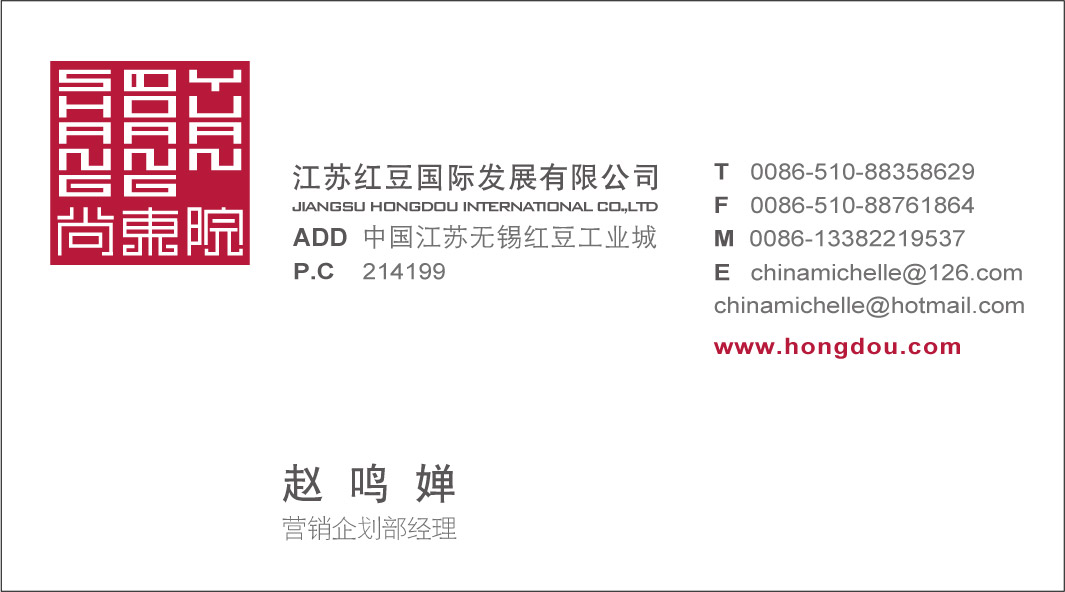 SHANG DONG YUAN
尚東院
江苏红豆国际发展有限公司
JIANGSU HONGDOU INTERNATIONAL CO.,LTD
ADD 中国江苏无锡红豆工业城
P.C 214199
T 0086-510-88358629
F 0086-510-88761864
M 0086-13382219537
E chinamichelle@126.com
chinamichelle@hotmail.com
www.hongdou.com
赵鸣婵
营销企划部经理